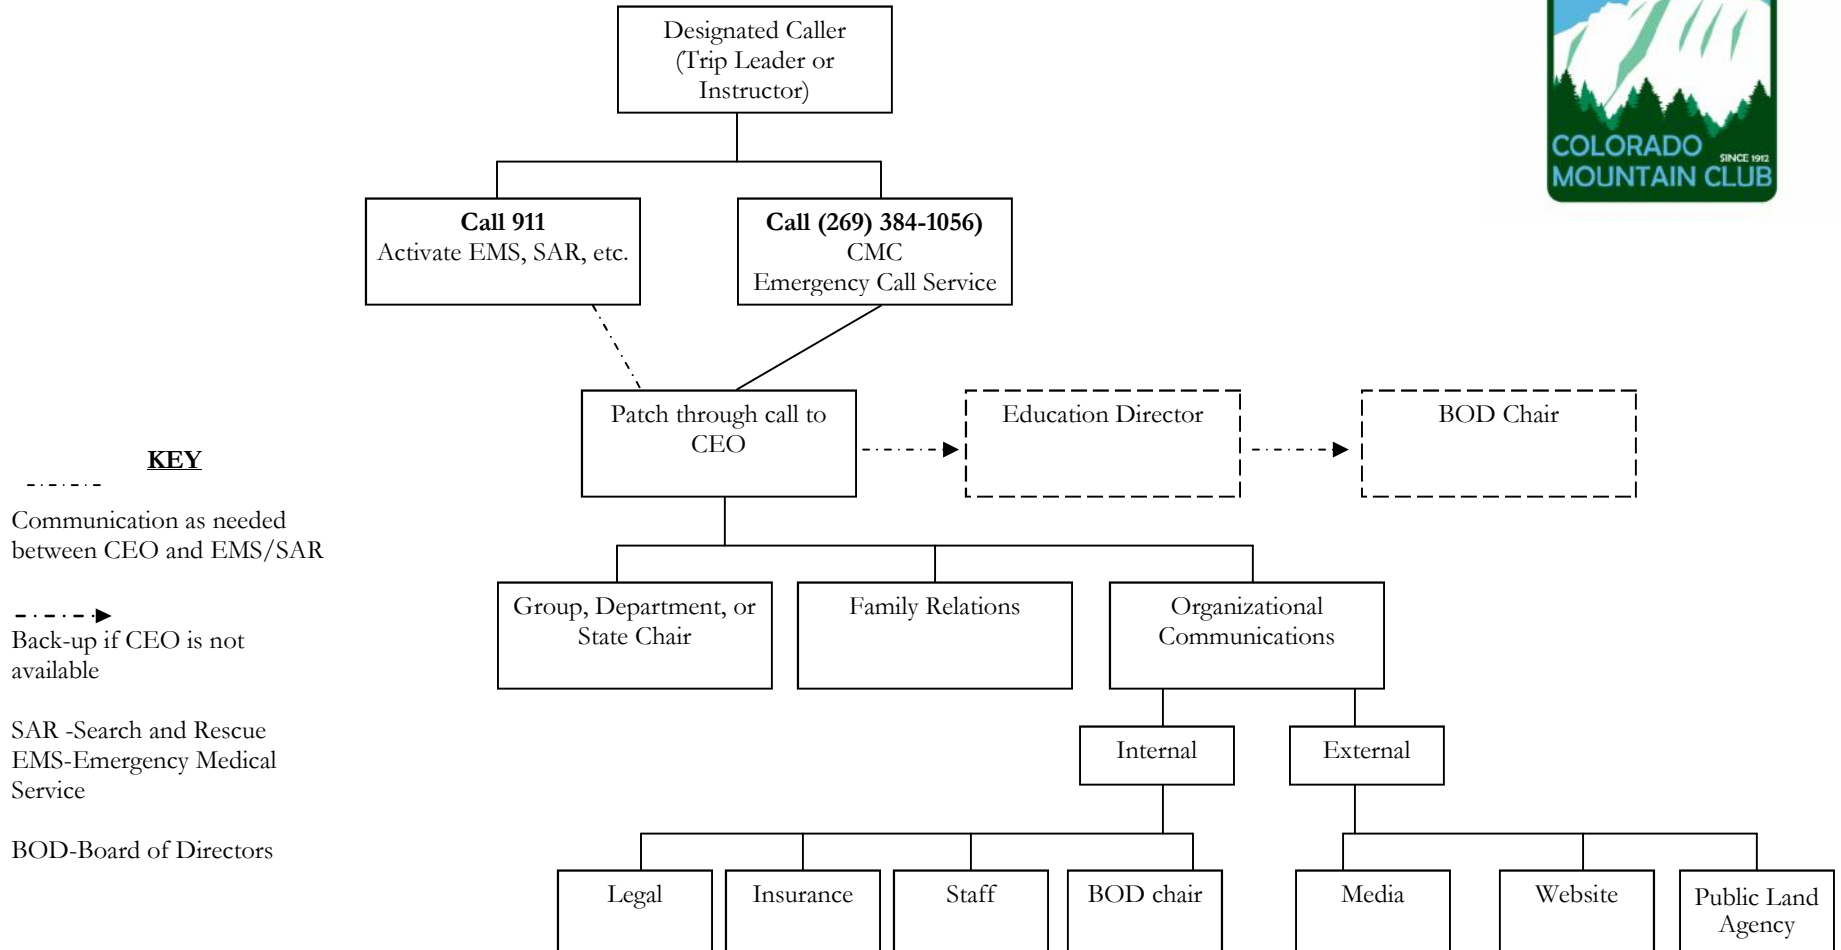 Designated Caller
(Trip Leader or
Instructor)
COLORADO
SINCE 1912
MOUNTAIN CLUB
Call 911
Activate EMS, SAR, etc.
Call (269) 384-1056)
CMC
Emergency Call Service
Patch through call to
CEO
Education Director
BOD Chair
KEY
Communication as needed
between CEO and EMS/SAR
Back-up if CEO is not
available
SAR -Search and Rescue
EMS-Emergency Medical
Service
BOD-Board of Directors
Group, Department, or
State Chair
Family Relations
Organizational
Communications
Internal
External
Legal
Insurance
Staff
BOD chair
Media
Website
Public Land
Agency